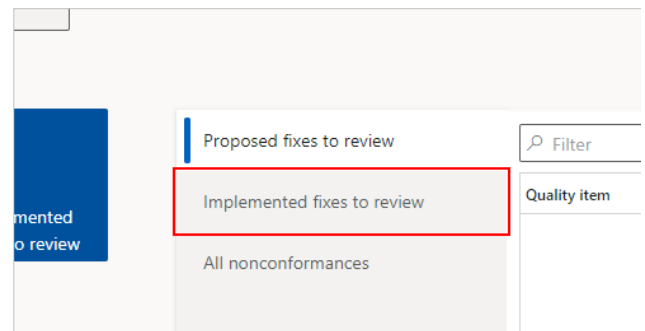 mented
o review
Proposed fixes to review
Implemented fixes to review
All nonconformances
Filter
Quality item